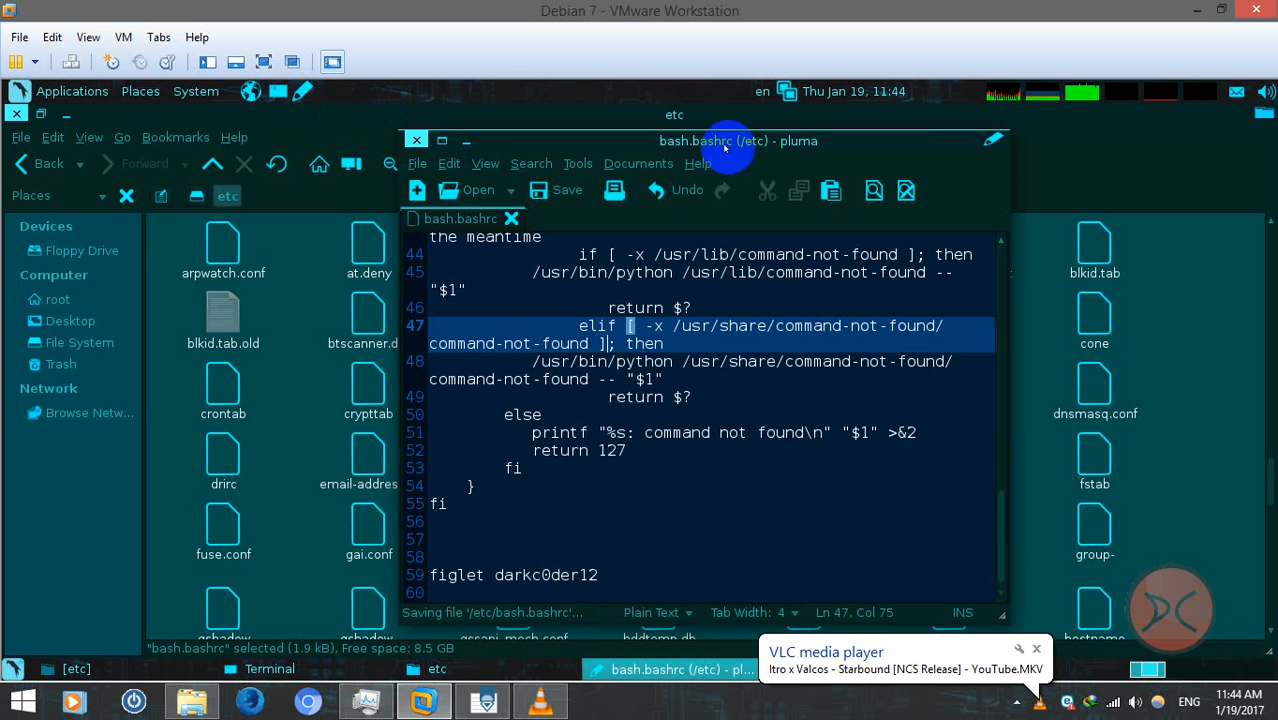 Debian 7 - VMware Workstation
File Edit View VM Tabs Help
Applications Places System
en Thu Jan 19, 11:44
etc
File Edit View Go Bookmarks Help
Back Forward
Places
etc
Devices
Floppy Drive
Computer
root
Desktop
File System
Trash
Network
Browse Netw...
arpwatch.conf
at.deny
blkid.tab
blkid.tab.old
btscanner.d
cone
crontab
crypttab
dnsmasq.conf
drirc
email-addre
fstab
fuse.conf
gai.conf
group-
gshadow
hddtemp.db
hostname
bash.bashrc (/etc) - pluma
File Edit View Search Tools Documents Help
Open Save Undo
bash.bashrc
the meantime
44 if [ -x /usr/lib/command-not-found ]; then
45 /usr/bin/python /usr/lib/command-not-found --
"$1"
46 return $?
47 elif [ -x /usr/share/command-not-found/
command-not-found ]; then
48 /usr/bin/python /usr/share/command-not-found/
command-not-found -- "$1"
49 return $?
50 else
51 printf "%s: command not found\n" "$1" >&2
52 return 127
53 fi
54 }
55 fi
56
57
58
59 figlet darkc0der12
60
Saving file '/etc/bash.bashrc'... Plain Text Tab Width: 4 Ln 47, Col 75 INS
"bash.bashrc" selected (1.9 kB), Free space: 8.5 GB
VLC media player
Itro x Valcos - Starbound [NCS Release] - YouTube.MKV
[etc]
Terminal
etc
bash.bashrc (/etc) - pl...
ENG
11:44 AM
1/19/2017